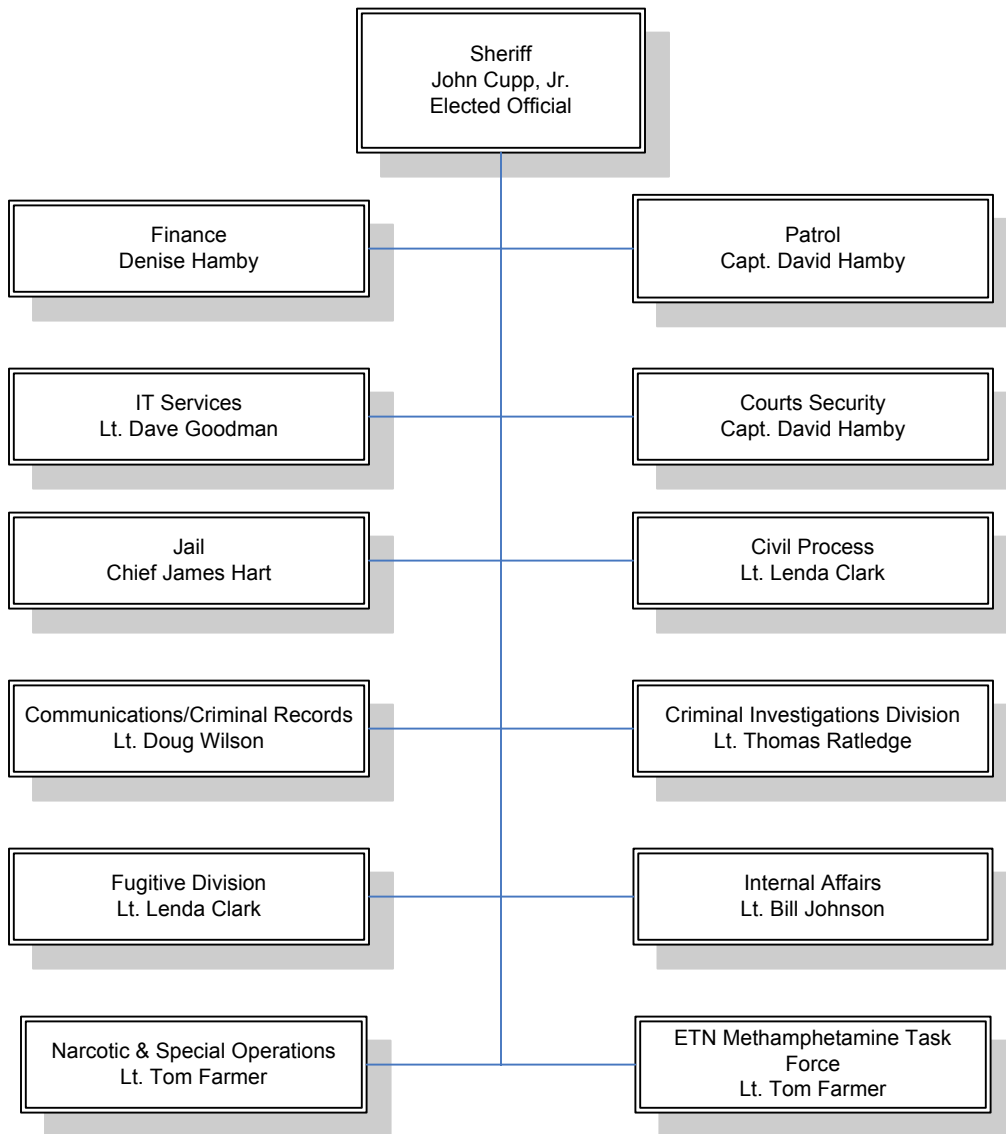 Sheriff
John Cupp, Jr.
Elected Official
Finance
Denise Hamby
Patrol
Capt. David Hamby
IT Services
Lt. Dave Goodman
Courts Security
Capt. David Hamby
Jail
Chief James Hart
Civil Process
Lt. Lenda Clark
Communications/Criminal Records
Lt. Doug Wilson
Criminal Investigations Division
Lt. Thomas Ratledge
Fugitive Division
Lt. Lenda Clark
Internal Affairs
Lt. Bill Johnson
Narcotic & Special Operations
Lt. Tom Farmer
ETN Methamphetamine Task
Force
Lt. Tom Farmer